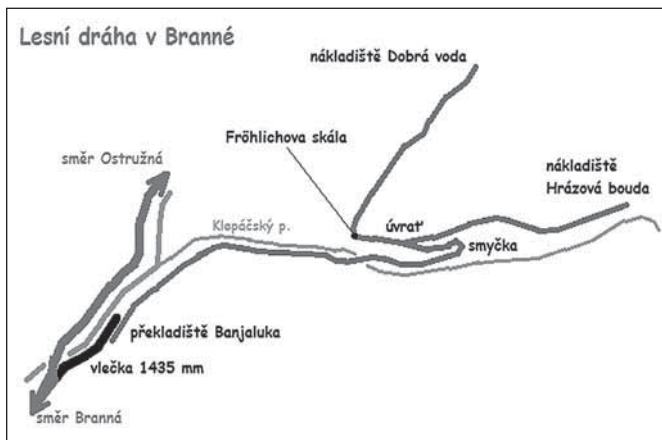 Lesní dráha v Branné
nákladiště Dobrá voda
Fröhlichova skála
směr Ostružná
nákladiště
Hrázová bouda
Klepáčský p.
úvrať
smyčka
překladiště Banjaluka
vlečka 1435 mm
směr Branná